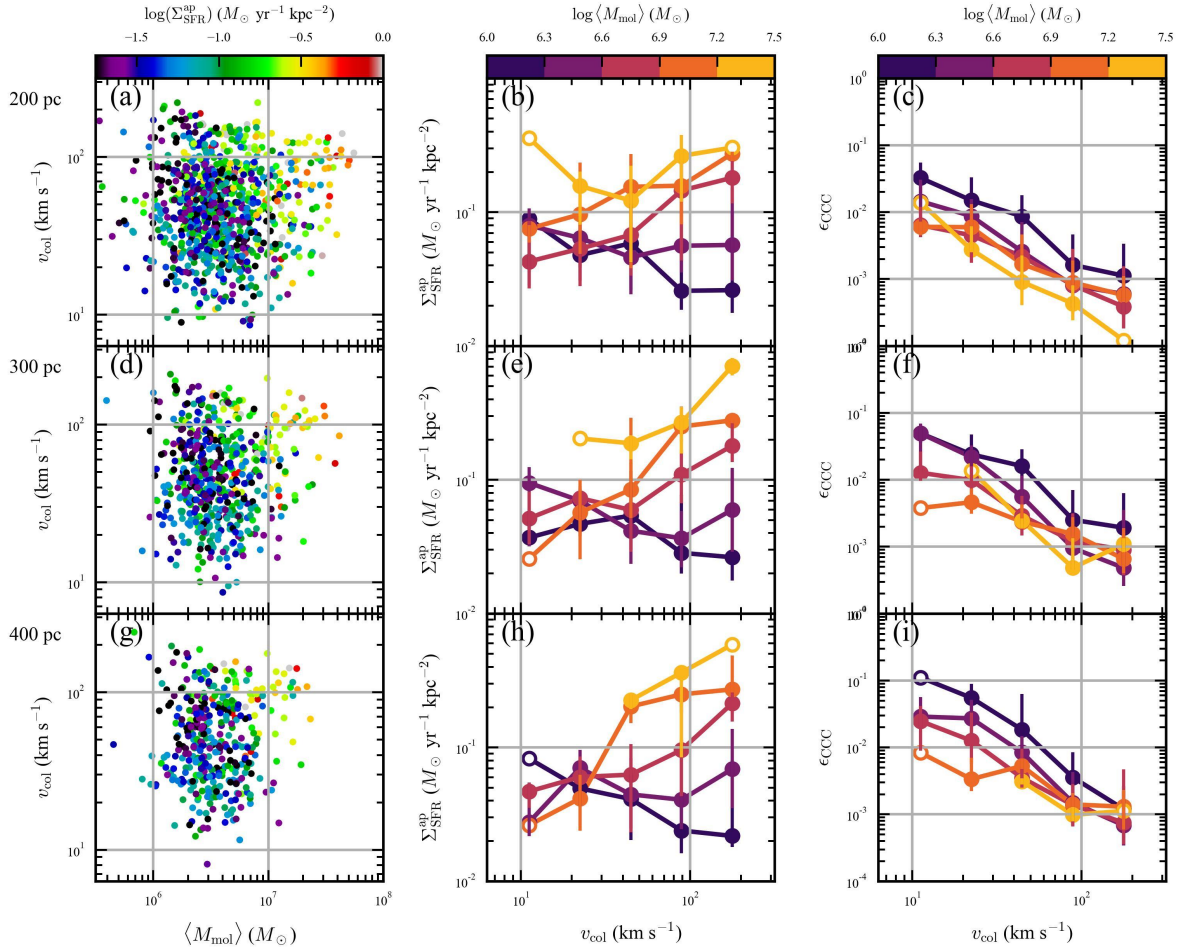 log(Σ^ap_SFR) (M⊙ yr⁻¹ kpc⁻²)
log⟨M_mol⟩ (M⊙)
log⟨M_mol⟩ (M⊙)
−1.5 −1.0 −0.5 0.0
6.0 6.3 6.6 6.9 7.2 7.5
6.0 6.3 6.6 6.9 7.2 7.5
200 pc
(a)
v_col (km s⁻¹)
10²
10¹
(b)
Σ^ap_SFR (M⊙ yr⁻¹ kpc⁻²)
10⁻¹
10⁻²
(c)
ϵ_CCC
10⁰
10⁻¹
10⁻²
10⁻³
300 pc
(d)
v_col (km s⁻¹)
10²
10¹
(e)
Σ^ap_SFR (M⊙ yr⁻¹ kpc⁻²)
10⁻¹
10⁻²
(f)
ϵ_CCC
10⁻¹
10⁻²
10⁻³
400 pc
(g)
v_col (km s⁻¹)
10²
10¹
(h)
Σ^ap_SFR (M⊙ yr⁻¹ kpc⁻²)
10⁻¹
10⁻²
(i)
ϵ_CCC
10⁻¹
10⁻²
10⁻³
10⁻⁴
10⁶ 10⁷ 10⁸
10¹ 10²
10¹ 10²
⟨M_mol⟩ (M⊙)
v_col (km s⁻¹)
v_col (km s⁻¹)